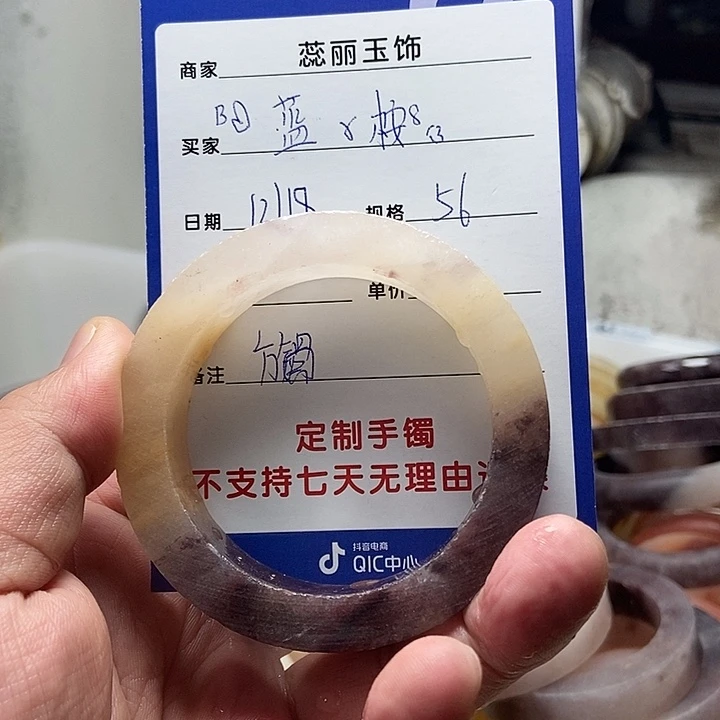 商家 蕊丽玉饰
买家 蓝 桉
日期 12/18 规格 56
单价
备注 方镯
定制手镯
不支持七天无理由
抖音电商
QIC中心